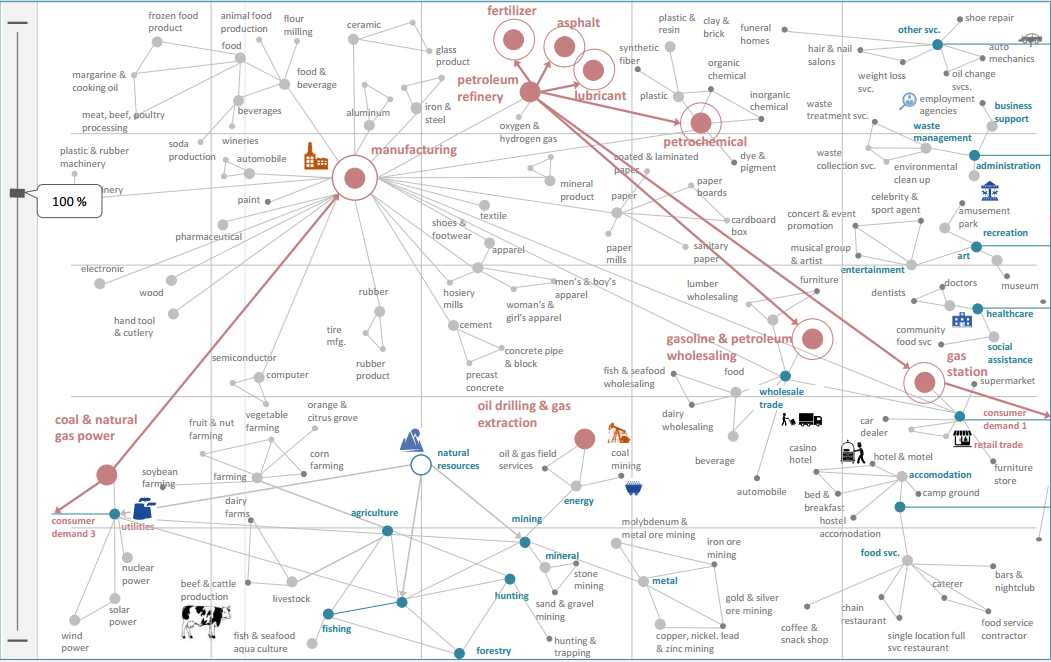 frozen food
product
animal food
production
flour
milling
food
margarine &
cooking oil
food &
beverage
meat, beef, poultry
processing
beverages
wineries
soda
production
plastic & rubber
machinery
automobile
100 %
paint
pharmaceutical
electronic
wood
hand tool
& cutlery
ceramic
glass
product
aluminum
iron &
steel
manufacturing
fertilizer
asphalt
petroleum
refinery
lubricant
oxygen &
hydrogen gas
plastic &
resin
clay &
brick
funeral
homes
synthetic
fiber
organic
chemical
plastic
inorganic
chemical
petrochemical
coated & laminated
paper
dye &
pigment
mineral
product
paper
paper
boards
cardboard
box
paper
mills
sanitary
paper
textile
shoes &
footwear
apparel
men's & boy's
apparel
hosiery
mills
woman's &
girl's apparel
rubber
tire
mfg.
rubber
product
cement
concrete pipe
& block
precast
concrete
semiconductor
computer
other svc.
shoe repair
hair & nail
salons
auto
mechanics
weight loss
svc.
oil change
svcs.
employment
agencies
business
support
waste
treatment svc.
waste
management
waste
collection svc.
environmental
clean up
administration
celebrity &
sport agent
amusement
park
concert & event
promotion
recreation
musical group
& artist
art
entertainment
museum
doctors
dentists
healthcare
community
food svc
social
assistance
lumber
wholesaling
furniture
gasoline & petroleum
wholesaling
fish & seafood
wholesaling
food
wholesale
trade
dairy
wholesaling
beverage
automobile
gas
station
supermarket
consumer
demand 1
car
dealer
retail trade
furniture
store
casino
hotel
hotel & motel
accomodation
bed &
breakfast
camp ground
hostel
accomodation
food svc.
bars &
nightclub
caterer
chain
restaurant
coffee &
snack shop
food service
contractor
single location full
svc restaurant
coal & natural
gas power
consumer
demand 3
utilities
nuclear
power
solar
power
wind
power
fruit & nut
farming
vegetable
farming
orange &
citrus grove
corn
farming
soybean
farming
farming
dairy
farms
beef & cattle
production
livestock
fish & seafood
aqua culture
agriculture
natural
resources
oil drilling & gas
extraction
oil & gas field
services
coal
mining
energy
mining
mineral
stone
mining
sand & gravel
mining
hunting
hunting &
trapping
fishing
forestry
molybdenum &
metal ore mining
iron ore
mining
metal
gold & silver
ore mining
copper, nickel. lead
& zinc mining